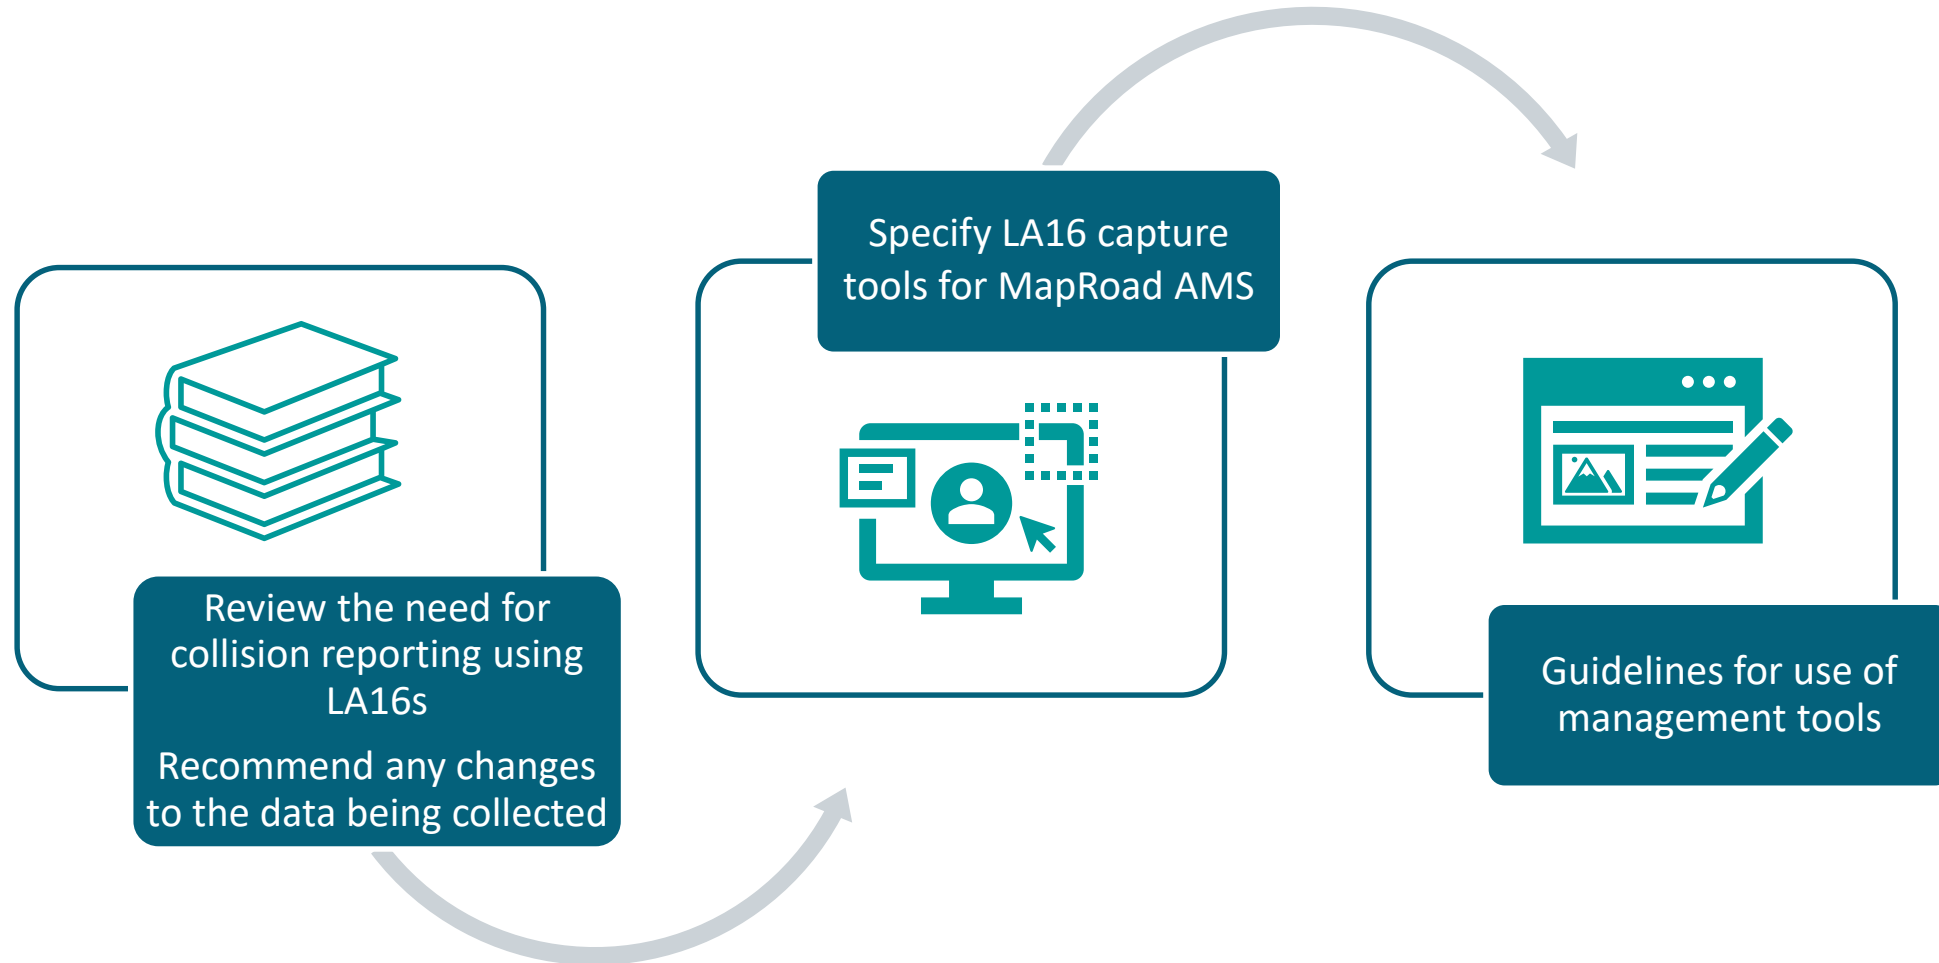 Review the need for
collision reporting using
LA16s
Recommend any changes
to the data being collected
Specify LA16 capture
tools for MapRoad AMS
Guidelines for use of
management tools